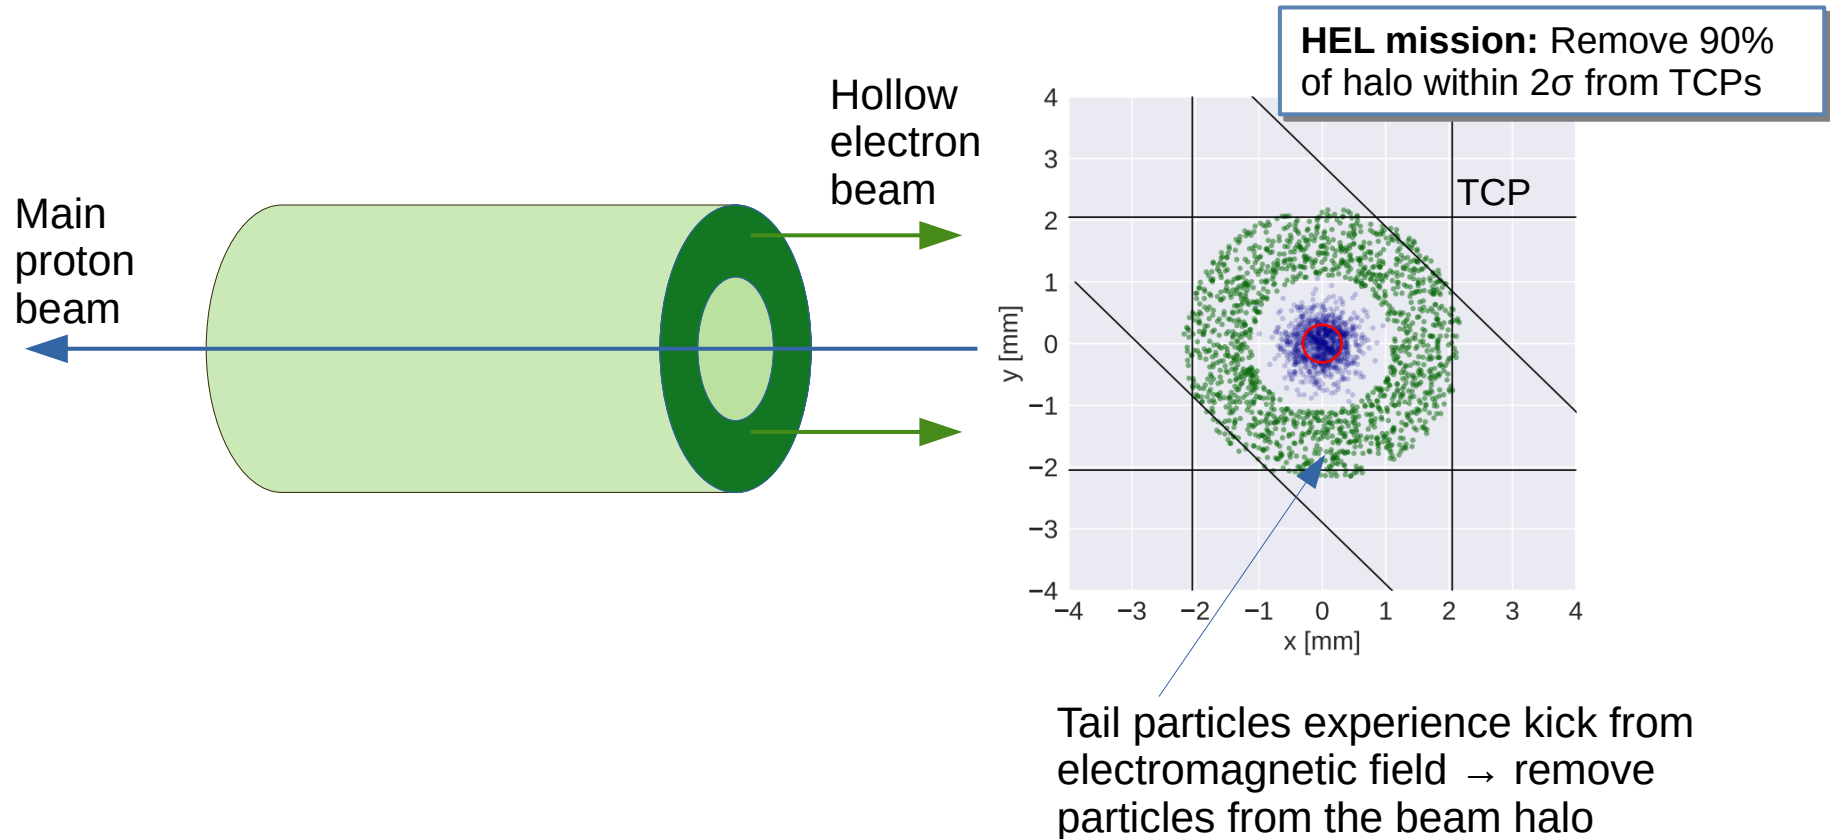 HEL mission: Remove 90%
of halo within 2σ from TCPs
Hollow
electron
beam
Main
proton
beam
TCP
4
3
2
1
0
−1
−2
−3
−4
y [mm]
−4 −3 −2 −1 0 1 2 3 4
x [mm]
Tail particles experience kick from
electromagnetic field → remove
particles from the beam halo